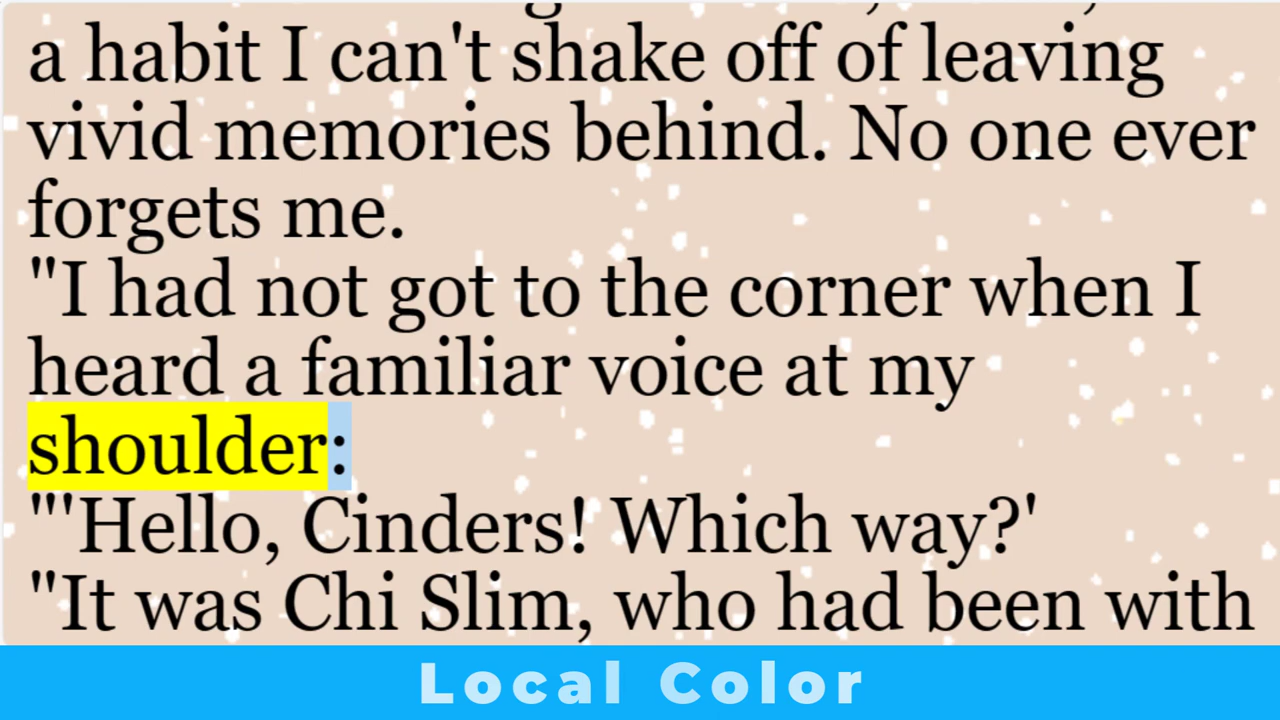 a habit I can't shake off of leaving
vivid memories behind. No one ever
forgets me.
"I had not got to the corner when I
heard a familiar voice at my
shoulder:
"'Hello, Cinders! Which way?'
"It was Chi Slim, who had been with
Local Color